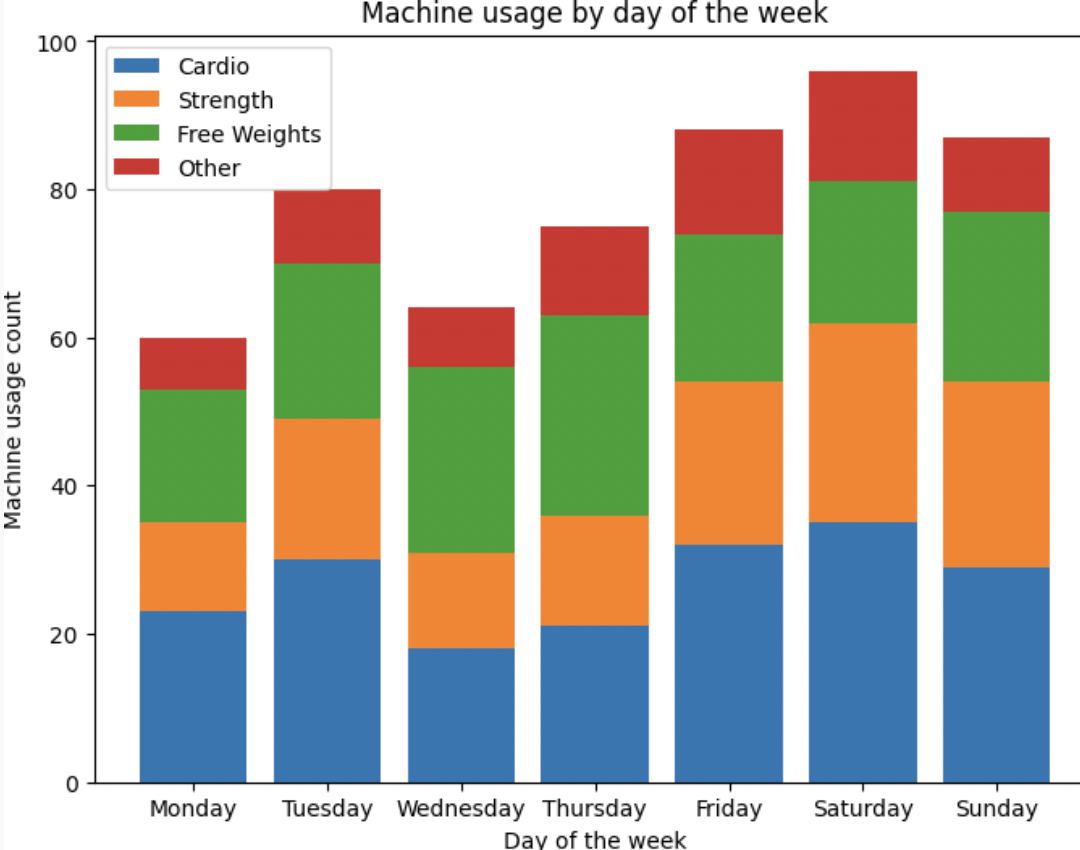 Machine usage by day of the week
Cardio
Strength
Free Weights
Other
100
80
60
40
20
0
Machine usage count
Monday Tuesday Wednesday Thursday Friday Saturday Sunday
Day of the week